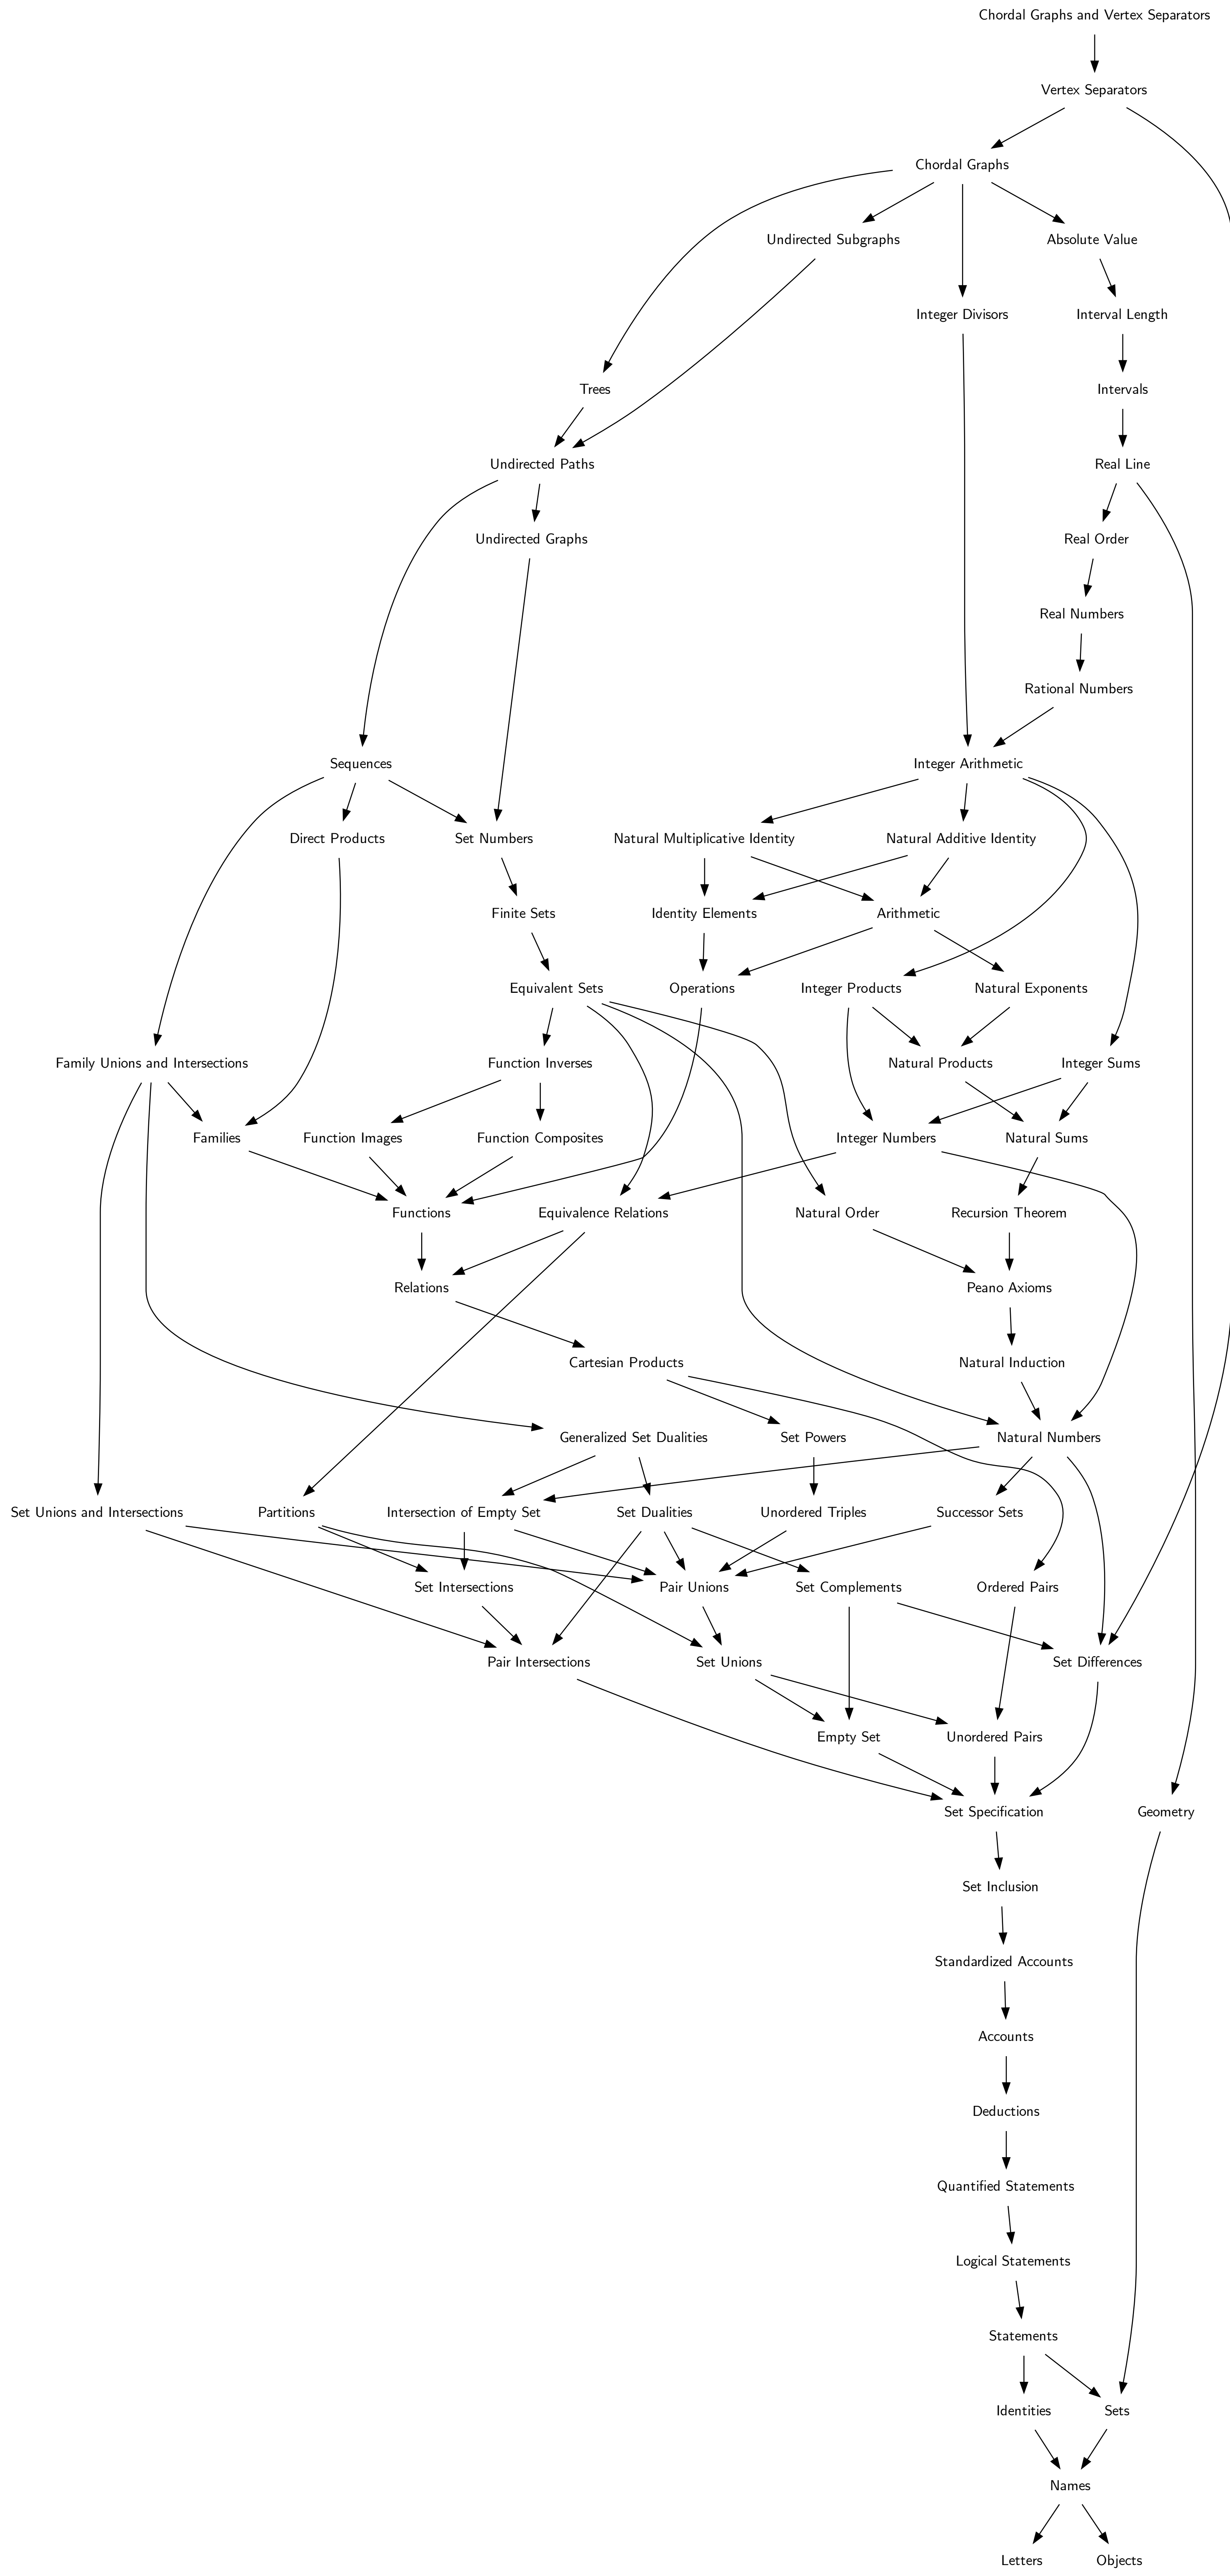 Chordal Graphs and Vertex Separators
Vertex Separators
Chordal Graphs
Undirected Subgraphs
Absolute Value
Integer Divisors
Interval Length
Trees
Intervals
Undirected Paths
Real Line
Undirected Graphs
Real Order
Real Numbers
Rational Numbers
Sequences
Integer Arithmetic
Direct Products
Set Numbers
Natural Multiplicative Identity
Natural Additive Identity
Finite Sets
Identity Elements
Arithmetic
Equivalent Sets
Operations
Integer Products
Natural Exponents
Family Unions and Intersections
Function Inverses
Natural Products
Integer Sums
Families
Function Images
Function Composites
Integer Numbers
Natural Sums
Functions
Equivalence Relations
Natural Order
Recursion Theorem
Relations
Peano Axioms
Cartesian Products
Natural Induction
Generalized Set Dualities
Set Powers
Natural Numbers
Set Unions and Intersections
Partitions
Intersection of Empty Set
Set Dualities
Unordered Triples
Successor Sets
Set Intersections
Pair Unions
Set Complements
Ordered Pairs
Pair Intersections
Set Unions
Set Differences
Empty Set
Unordered Pairs
Set Specification
Geometry
Set Inclusion
Standardized Accounts
Accounts
Deductions
Quantified Statements
Logical Statements
Statements
Identities
Sets
Names
Letters
Objects